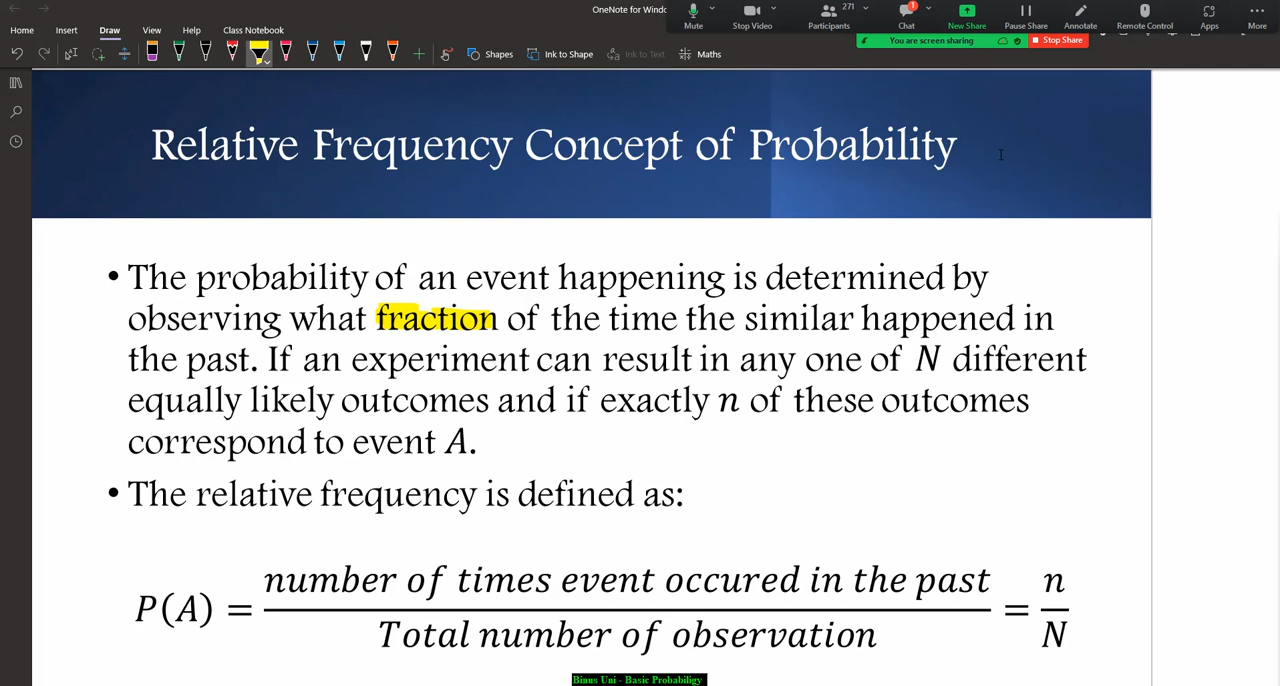 OneNote for Windo
271
1
Mute
Stop Video
Participants
Chat
New Share
Pause Share
Annotate
Remote Control
Apps
More
Home
Insert
Draw
View
Help
Class Notebook
You are screen sharing
Stop Share
Shapes
Ink to Shape
Ink to Text
Maths
Relative Frequency Concept of Probability
• The probability of an event happening is determined by
observing what fraction of the time the similar happened in
the past. If an experiment can result in any one of N different
equally likely outcomes and if exactly n of these outcomes
correspond to event A.
• The relative frequency is defined as:
P(A) = number of times event occured in the past / Total number of observation = n / N
Binus Uni - Basic Probabiligy